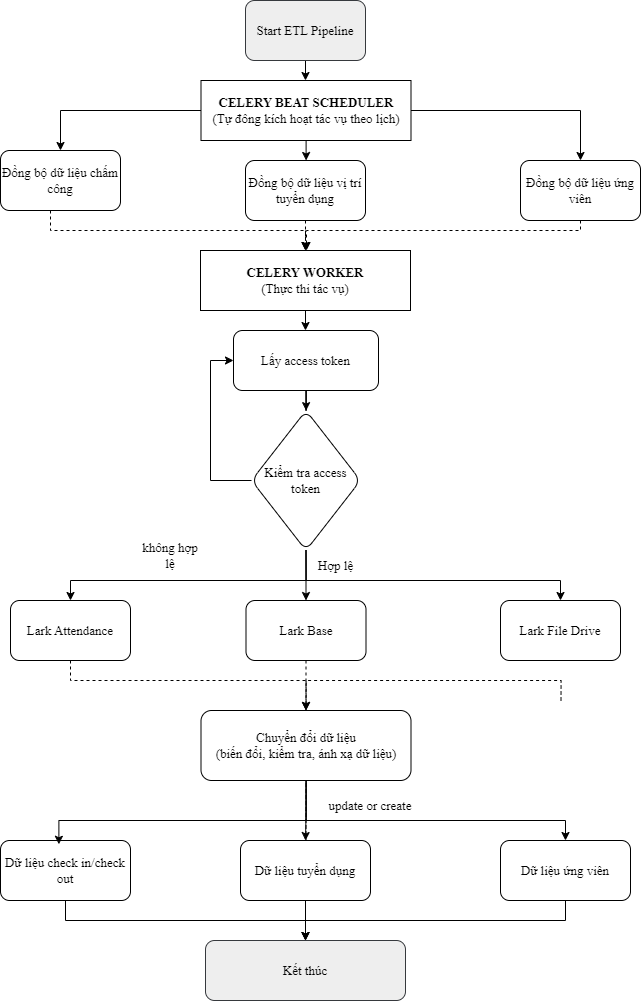 Start ETL Pipeline
CELERY BEAT SCHEDULER
(Tự đông kích hoạt tác vụ theo lịch)
Đồng bộ dữ liệu chấm
công
Đồng bộ dữ liệu vị trí
tuyển dụng
Đồng bộ dữ liệu ứng
viên
CELERY WORKER
(Thực thi tác vụ)
Lấy access token
Kiểm tra access
token
không hợp
lệ
Hợp lệ
Lark Attendance
Lark Base
Lark File Drive
Chuyển đổi dữ liệu
(biến đổi, kiểm tra, ánh xạ dữ liệu)
update or create
Dữ liệu check in/check
out
Dữ liệu tuyển dụng
Dữ liệu ứng viên
Kết thúc